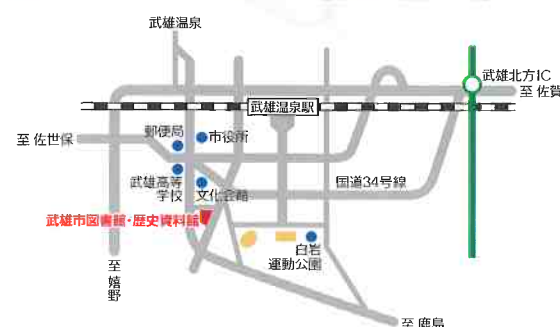 武雄温泉
武雄北方IC
至 佐賀
武雄温泉駅
郵便局
市役所
至 佐世保
武雄高等
学校
文化会館
国道34号線
武雄市図書館・歴史資料館
白岩
運動公園
至
嬉野
至 鹿島